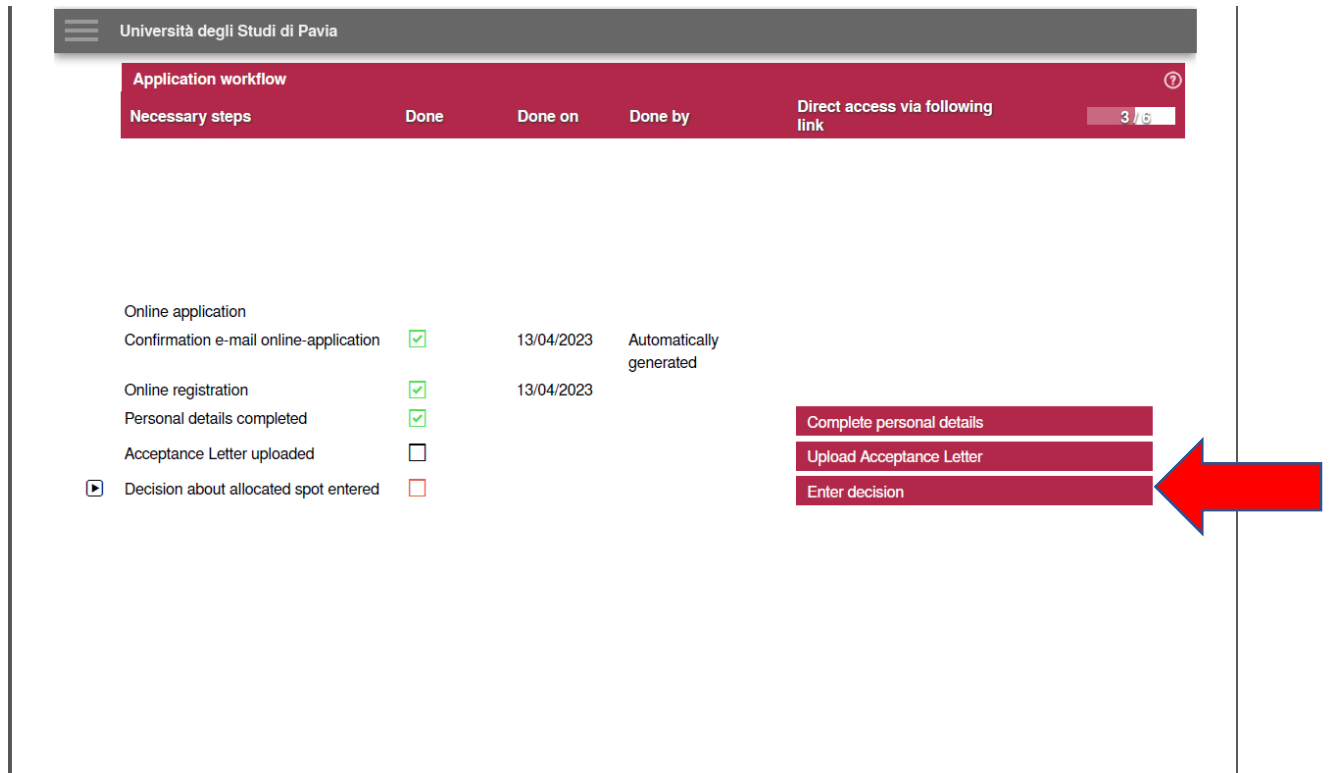 Università degli Studi di Pavia
Application workflow
Necessary steps Done Done on Done by Direct access via following link 3 / 6
Online application
Confirmation e-mail online-application 13/04/2023 Automatically generated
Online registration 13/04/2023
Personal details completed Complete personal details
Acceptance Letter uploaded Upload Acceptance Letter
Decision about allocated spot entered Enter decision